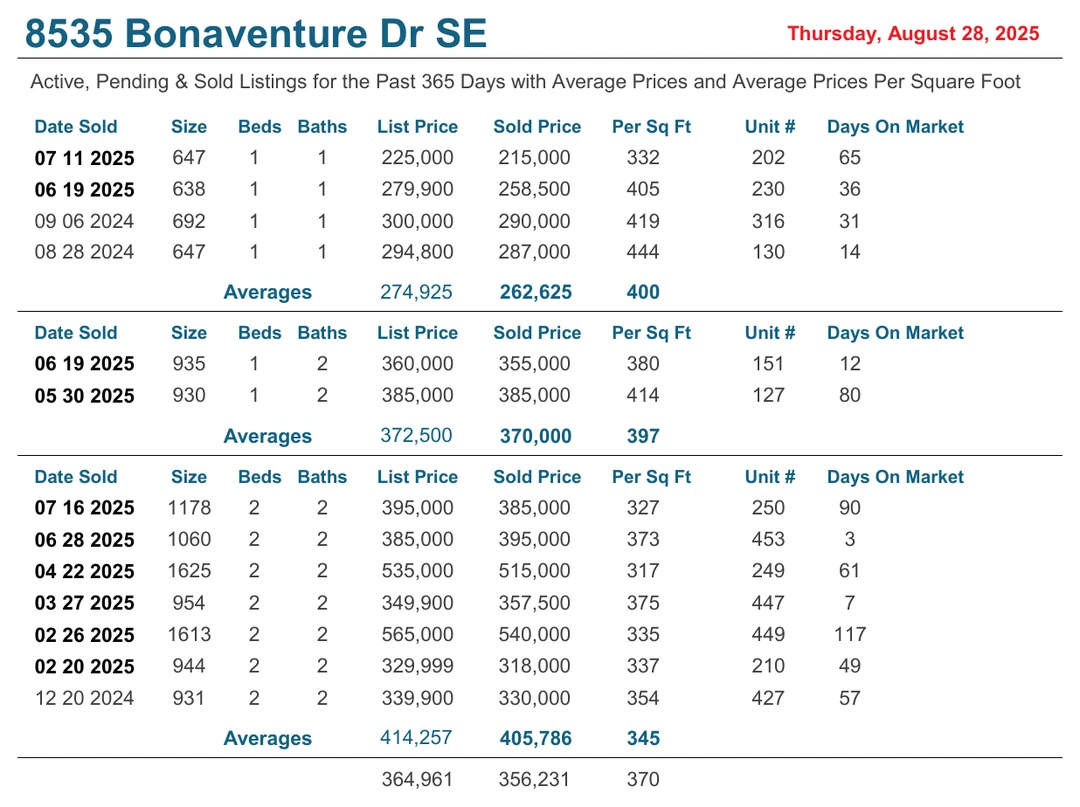 8535 Bonaventure Dr SE Thursday, August 28, 2025
Active, Pending & Sold Listings for the Past 365 Days with Average Prices and Average Prices Per Square Foot
Date Sold Size Beds Baths List Price Sold Price Per Sq Ft Unit # Days On Market
07 11 2025 647 1 1 225,000 215,000 332 202 65
06 19 2025 638 1 1 279,900 258,500 405 230 36
09 06 2024 692 1 1 300,000 290,000 419 316 31
08 28 2024 647 1 1 294,800 287,000 444 130 14
Averages 274,925 262,625 400
Date Sold Size Beds Baths List Price Sold Price Per Sq Ft Unit # Days On Market
06 19 2025 935 1 2 360,000 355,000 380 151 12
05 30 2025 930 1 2 385,000 385,000 414 127 80
Averages 372,500 370,000 397
Date Sold Size Beds Baths List Price Sold Price Per Sq Ft Unit # Days On Market
07 16 2025 1178 2 2 395,000 385,000 327 250 90
06 28 2025 1060 2 2 385,000 395,000 373 453 3
04 22 2025 1625 2 2 535,000 515,000 317 249 61
03 27 2025 954 2 2 349,900 357,500 375 447 7
02 26 2025 1613 2 2 565,000 540,000 335 449 117
02 20 2025 944 2 2 329,999 318,000 337 210 49
12 20 2024 931 2 2 339,900 330,000 354 427 57
Averages 414,257 405,786 345
364,961 356,231 370